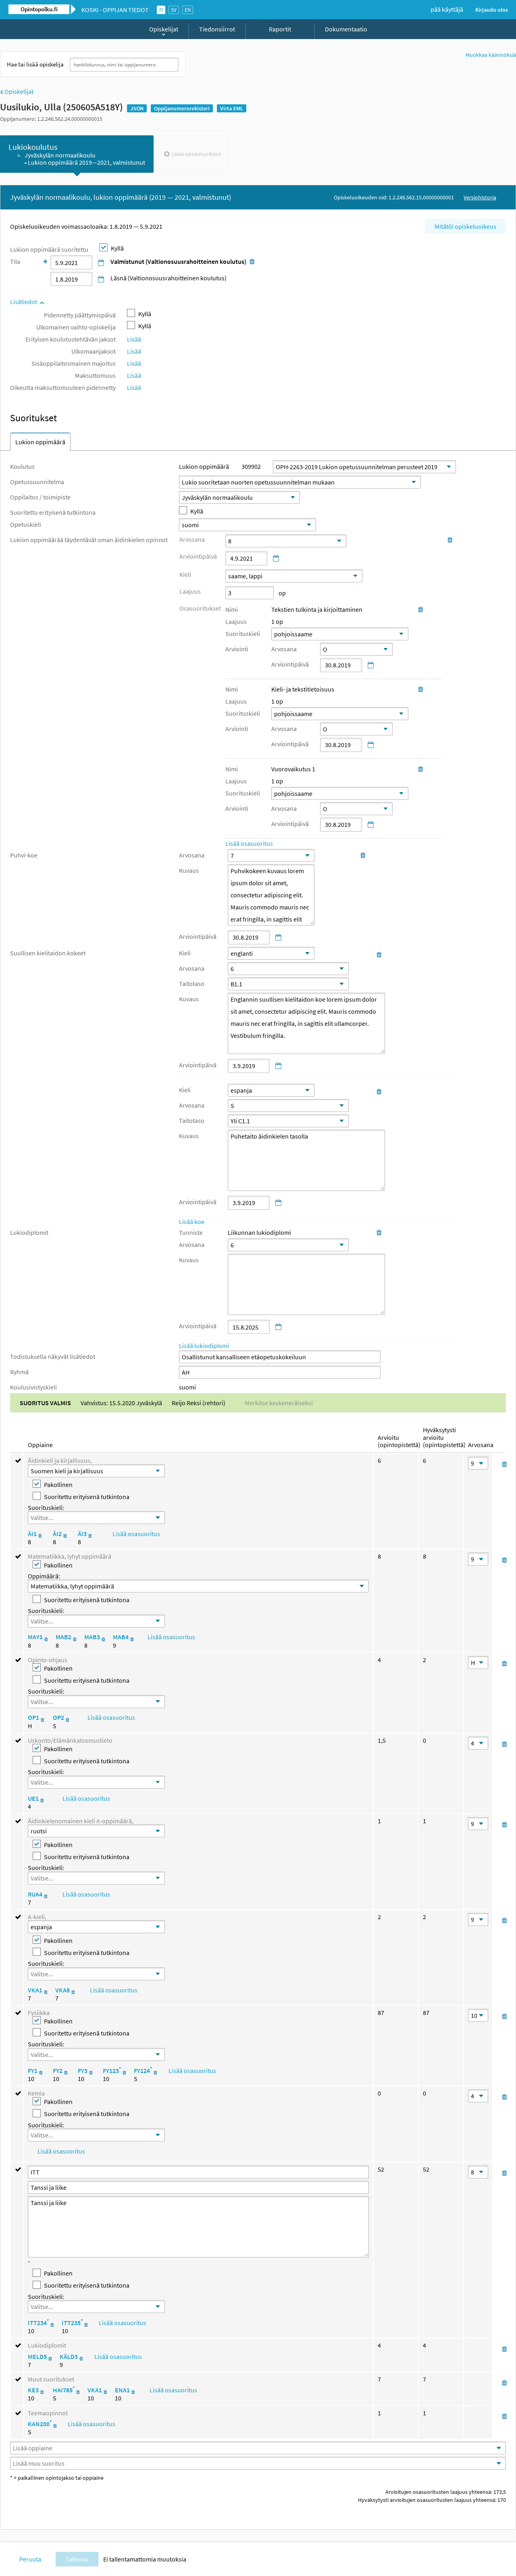 Opintopolku.fi KOSKI - OPPIJAN TIEDOT FI SV EN pää käyttäjä Kirjaudu ulos
Opiskelijat Tiedonsiirrot Raportit Dokumentaatio
Muokkaa käännöksiä
Hae tai lisää opiskelija henkilötunnus, nimi tai oppijanumero
Opiskelijat
Uusilukio, Ulla (250605A518Y) JSON Oppijanumerorekisteri Virta XML
Oppijanumero: 1.2.246.562.24.00000000015
Lukiokoulutus
Jyväskylän normaalikoulu
• Lukion oppimäärä 2019—2021, valmistunut
Lisää opiskeluoikeus
Jyväskylän normaalikoulu, lukion oppimäärä (2019 — 2021, valmistunut) Opiskeluoikeuden oid: 1.2.246.562.15.00000000001 Versiohistoria
Opiskeluoikeuden voimassaoloaika: 1.8.2019 — 5.9.2021 Mitätöi opiskeluoikeus
Lukion oppimäärä suoritettu Kyllä
Tila 5.9.2021 Valmistunut (Valtionosuusrahoitteinen koulutus)
1.8.2019 Läsnä (Valtionosuusrahoitteinen koulutus)
Lisätiedot
Pidennetty päättymispäivä Kyllä
Ulkomainen vaihto-opiskelija Kyllä
Erityisen koulutustehtävän jaksot Lisää
Ulkomaanjaksot Lisää
Sisäoppilaitosmainen majoitus Lisää
Maksuttomuus Lisää
Oikeutta maksuttomuuteen pidennetty Lisää
Suoritukset
Lukion oppimäärä
Koulutus Lukion oppimäärä 309902 OPH-2263-2019 Lukion opetussuunnitelman perusteet 2019
Opetussuunnitelma Lukio suoritetaan nuorten opetussuunnitelman mukaan
Oppilaitos / toimipiste Jyväskylän normaalikoulu
Suoritettu erityisenä tutkintona Kyllä
Opetuskieli suomi
Lukion oppimäärää täydentävät oman äidinkielen opinnot Arvosana 8
Arviointipäivä 4.9.2021
Kieli saame, lappi
Laajuus 3 op
Osasuoritukset Nimi Tekstien tulkinta ja kirjoittaminen
Laajuus 1 op
Suorituskieli pohjoissaame
Arviointi Arvosana O
Arviointipäivä 30.8.2019
Nimi Kieli- ja tekstitietoisuus
Laajuus 1 op
Suorituskieli pohjoissaame
Arviointi Arvosana O
Arviointipäivä 30.8.2019
Nimi Vuorovaikutus 1
Laajuus 1 op
Suorituskieli pohjoissaame
Arviointi Arvosana O
Arviointipäivä 30.8.2019
Lisää osasuoritus
Puhvi-koe Arvosana 7
Kuvaus Puhvikokeen kuvaus lorem
ipsum dolor sit amet,
consectetur adipiscing elit.
Mauris commodo mauris nec
erat fringilla, in sagittis elit
Arviointipäivä 30.8.2019
Suullisen kielitaidon kokeet Kieli englanti
Arvosana 6
Taitotaso B1.1
Kuvaus Englannin suullisen kielitaidon koe lorem ipsum dolor
sit amet, consectetur adipiscing elit. Mauris commodo
mauris nec erat fringilla, in sagittis elit ullamcorper.
Vestibulum fringilla.
Arviointipäivä 3.9.2019
Kieli espanja
Arvosana S
Taitotaso Yli C1.1
Kuvaus Puhetaito äidinkielen tasolla
Arviointipäivä 3.9.2019
Lisää koe
Lukiodiplomit Tunniste Liikunnan lukiodiplomi
Arvosana 6
Kuvaus
Arviointipäivä 15.8.2025
Lisää lukiodiplomi
Todistuksella näkyvät lisätiedot Osallistunut kansalliseen etäopetuskokeiluun
Ryhmä AH
Koulusivistyskieli suomi
SUORITUS VALMIS Vahvistus: 15.5.2020 Jyväskylä Reijo Reksi (rehtori) Merkitse keskeneräiseksi
Oppiaine Arvioitu (opintopistettä) Hyväksytysti arvioitu (opintopistettä) Arvosana
Äidinkieli ja kirjallisuus, 6 6 9
Suomen kieli ja kirjallisuus
Pakollinen
Suoritettu erityisenä tutkintona
Suorituskieli:
Valitse...
ÄI1 ÄI2 ÄI3 Lisää osasuoritus
8 8 8
Matematiikka, lyhyt oppimäärä 8 8 9
Pakollinen
Oppimäärä:
Matematiikka, lyhyt oppimäärä
Suoritettu erityisenä tutkintona
Suorituskieli:
Valitse...
MAY1 MAB2 MAB3 MAB4 Lisää osasuoritus
8 8 8 9
Opinto-ohjaus 4 2 H
Pakollinen
Suoritettu erityisenä tutkintona
Suorituskieli:
Valitse...
OP1 OP2 Lisää osasuoritus
H S
Uskonto/Elämänkatsomustieto 1,5 0 4
Pakollinen
Suoritettu erityisenä tutkintona
Suorituskieli:
Valitse...
UE1 Lisää osasuoritus
4
Äidinkielenomainen kieli A-oppimäärä, 1 1 9
ruotsi
Pakollinen
Suoritettu erityisenä tutkintona
Suorituskieli:
Valitse...
RUA4 Lisää osasuoritus
7
A-kieli, 2 2 9
espanja
Pakollinen
Suoritettu erityisenä tutkintona
Suorituskieli:
Valitse...
VKA1 VKA8 Lisää osasuoritus
7 7
Fysiikka 87 87 10
Pakollinen
Suoritettu erityisenä tutkintona
Suorituskieli:
Valitse...
FY1 FY2 FY3 FY123* FY124* Lisää osasuoritus
10 10 10 10 S
Kemia 0 0 4
Pakollinen
Suoritettu erityisenä tutkintona
Suorituskieli:
Valitse...
Lisää osasuoritus
ITT 52 52 8
Tanssi ja liike
Tanssi ja liike
*
Pakollinen
Suoritettu erityisenä tutkintona
Suorituskieli:
Valitse...
ITT234* ITT235* Lisää osasuoritus
10 10
Lukiodiplomit 4 4
MELD5 KÄLD3 Lisää osasuoritus
7 9
Muut suoritukset 7 7
KE3 HAI765* VKA1 ENA1 Lisää osasuoritus
10 S 10 10
Teemaopinnot 1 1
KAN200* Lisää osasuoritus
S
Lisää oppiaine
Lisää muu suoritus
* = paikallinen opintojakso tai oppiaine
Arvioitujen osasuoritusten laajuus yhteensä: 173,5
Hyväksytysti arvioitujen osasuoritusten laajuus yhteensä: 170
Peruuta Tallenna Ei tallentamattomia muutoksia